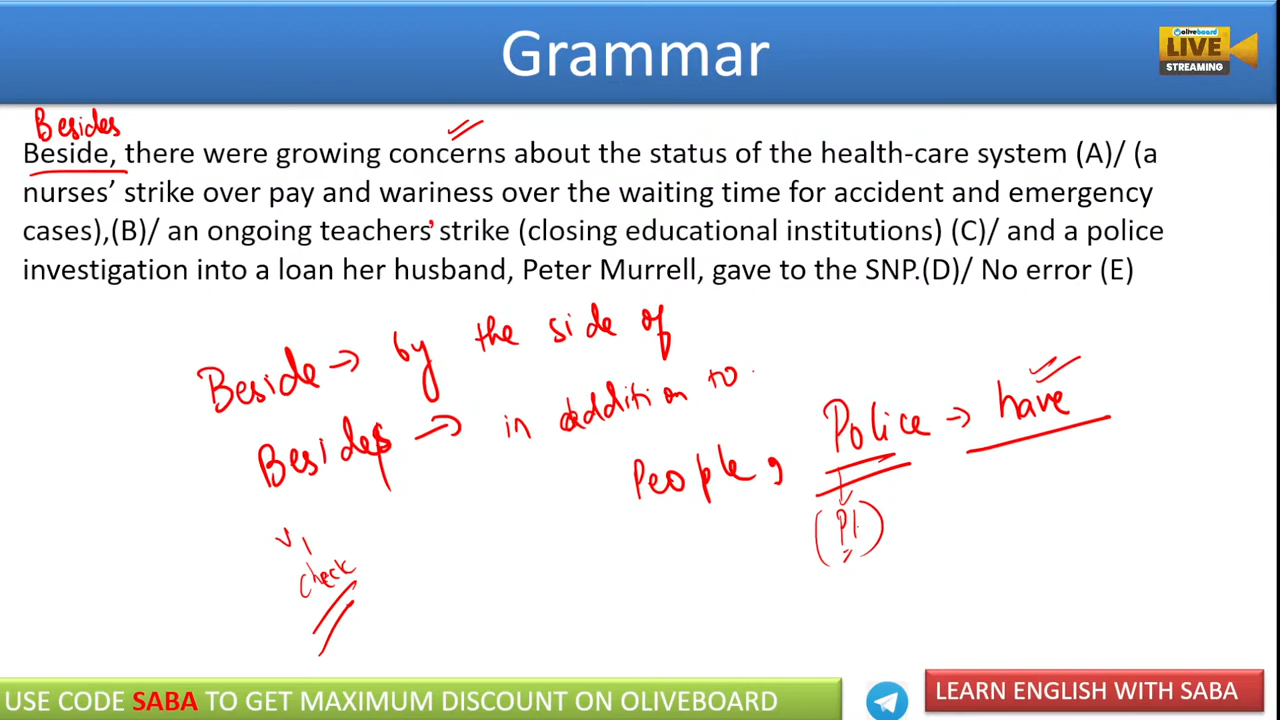 Grammar
oliveboard
LIVE
STREAMING
Besides
Beside, there were growing concerns about the status of the health-care system (A)/ (a
nurses’ strike over pay and wariness over the waiting time for accident and emergency
cases),(B)/ an ongoing teachers’ strike (closing educational institutions) (C)/ and a police
investigation into a loan her husband, Peter Murrell, gave to the SNP.(D)/ No error (E)
Beside → by the side of
Besides → in addition to
People, Police → have
(Pl)
check
USE CODE SABA TO GET MAXIMUM DISCOUNT ON OLIVEBOARD
LEARN ENGLISH WITH SABA